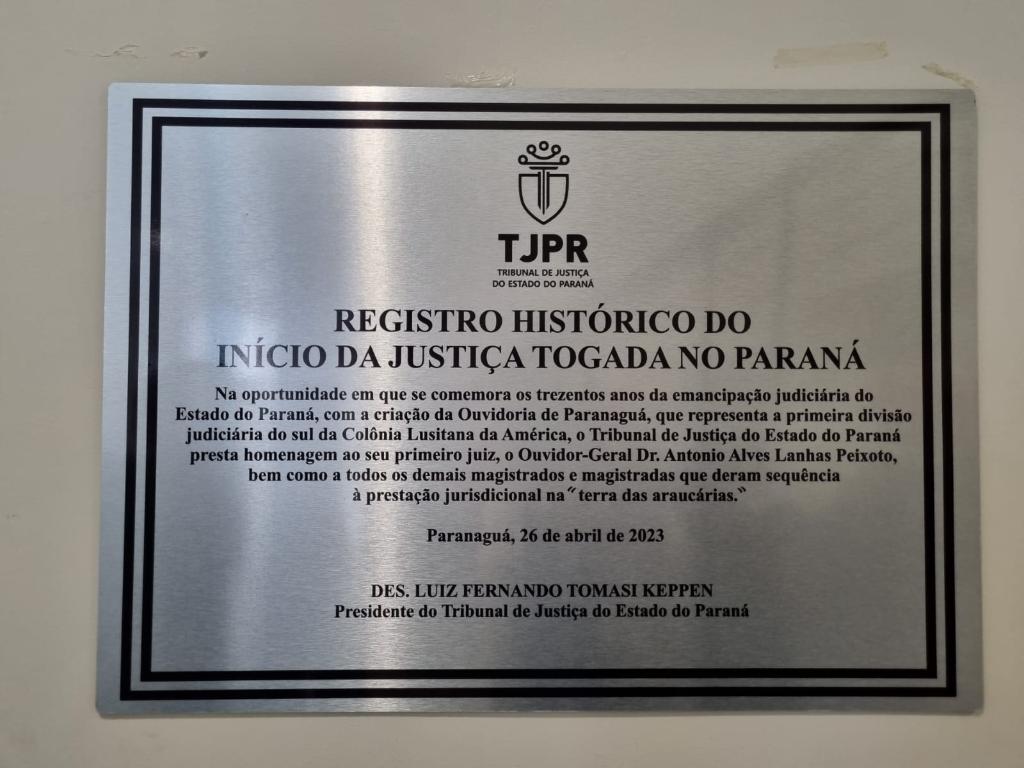 TJPR
TRIBUNAL DE JUSTIÇA
DO ESTADO DO PARANÁ
REGISTRO HISTÓRICO DO
INÍCIO DA JUSTIÇA TOGADA NO PARANÁ
Na oportunidade em que se comemora os trezentos anos da emancipação judiciária do
Estado do Paraná, com a criação da Ouvidoria de Paranaguá, que representa a primeira divisão
judiciária do sul da Colônia Lusitana da América, o Tribunal de Justiça do Estado do Paraná
presta homenagem ao seu primeiro juiz, o Ouvidor-Geral Dr. Antonio Alves Lanhas Peixoto,
bem como a todos os demais magistrados e magistradas que deram sequência
à prestação jurisdicional na "terra das araucárias."
Paranaguá, 26 de abril de 2023
DES. LUIZ FERNANDO TOMASI KEPPEN
Presidente do Tribunal de Justiça do Estado do Paraná